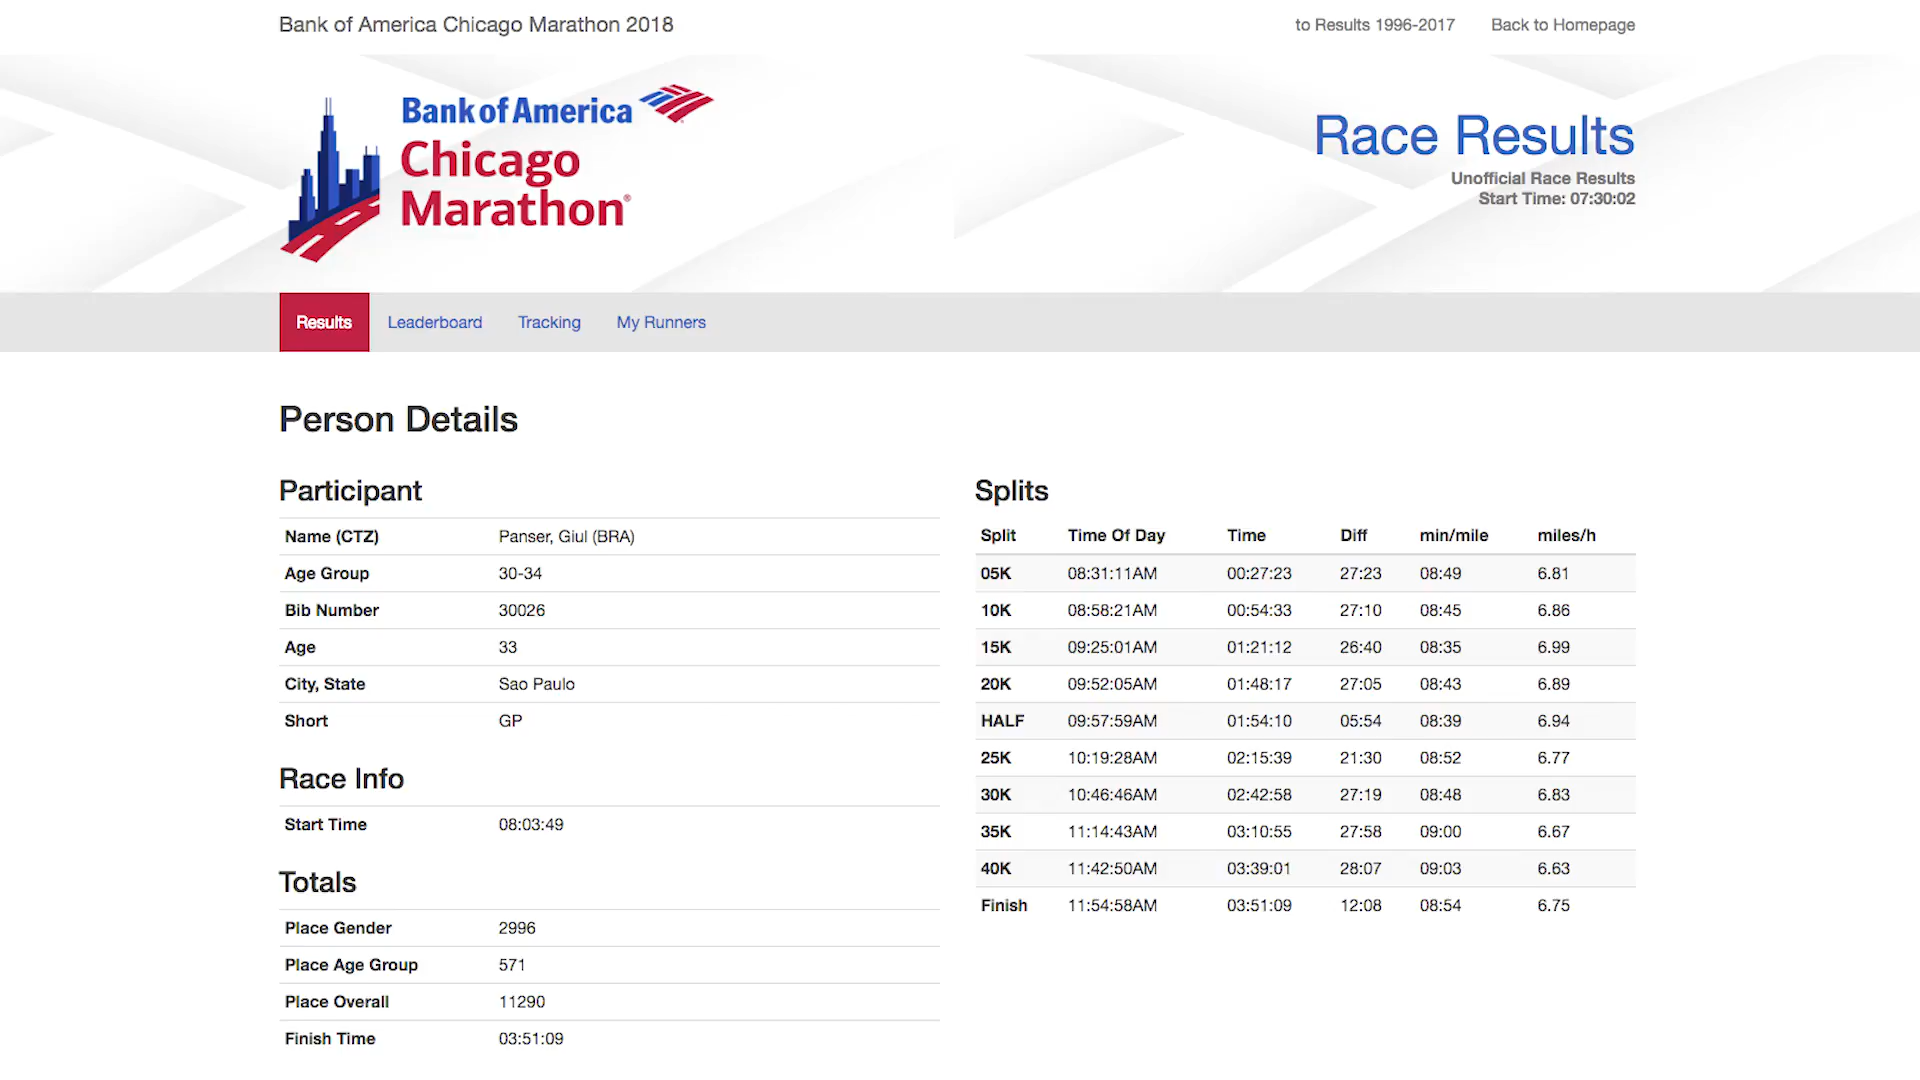 Bank of America Chicago Marathon 2018
to Results 1996-2017
Back to Homepage
Bank of America
Chicago
Marathon®
Race Results
Unofficial Race Results
Start Time: 07:30:02
Results Leaderboard Tracking My Runners
Person Details
Participant
Name (CTZ) Panser, Giul (BRA)
Age Group 30-34
Bib Number 30026
Age 33
City, State Sao Paulo
Short GP
Race Info
Start Time 08:03:49
Totals
Place Gender 2996
Place Age Group 571
Place Overall 11290
Finish Time 03:51:09
Splits
Split Time Of Day Time Diff min/mile miles/h
05K 08:31:11AM 00:27:23 27:23 08:49 6.81
10K 08:58:21AM 00:54:33 27:10 08:45 6.86
15K 09:25:01AM 01:21:12 26:40 08:35 6.99
20K 09:52:05AM 01:48:17 27:05 08:43 6.89
HALF 09:57:59AM 01:54:10 05:54 08:39 6.94
25K 10:19:28AM 02:15:39 21:30 08:52 6.77
30K 10:46:46AM 02:42:58 27:19 08:48 6.83
35K 11:14:43AM 03:10:55 27:58 09:00 6.67
40K 11:42:50AM 03:39:01 28:07 09:03 6.63
Finish 11:54:58AM 03:51:09 12:08 08:54 6.75